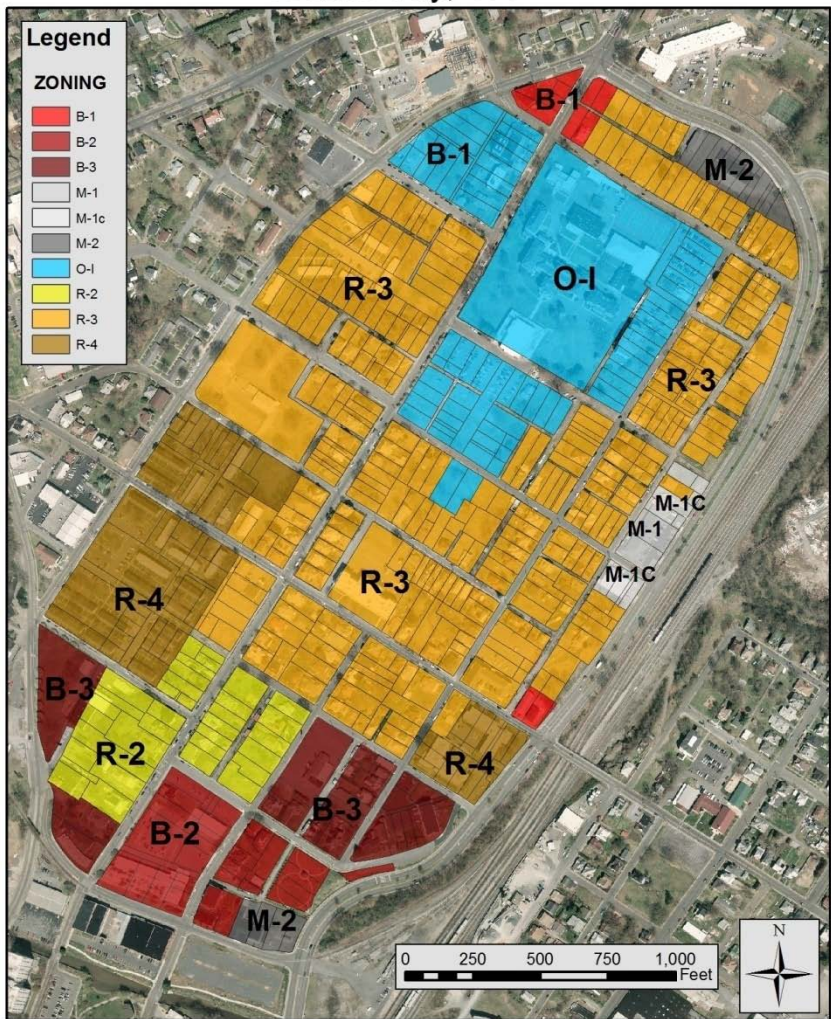 Legend
ZONING
B-1
B-2
B-3
M-1
M-1c
M-2
O-I
R-2
R-3
R-4
B-1
B-1
M-2
O-I
R-3
R-3
M-1C
M-1
M-1C
R-3
R-4
B-3
R-2
R-4
B-3
B-2
M-2
N
0 250 500 750 1,000
Feet